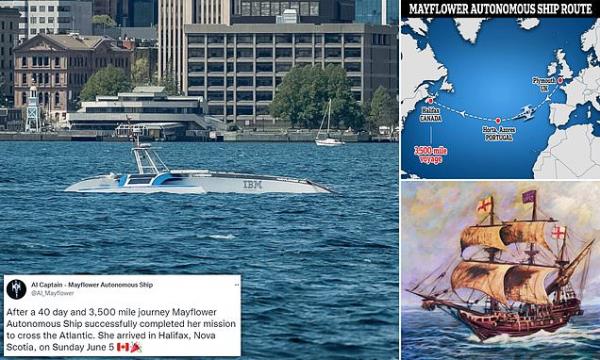 IBM
AI Captain - Mayflower Autonomous Ship
@AI_Mayflower
After a 40 day and 3,500 mile journey Mayflower
Autonomous Ship successfully completed her mission
to cross the Atlantic. She arrived in Halifax, Nova
Scotia, on Sunday June 5 🇨🇦🎉
MAYFLOWER AUTONOMOUS SHIP ROUTE
Plymouth
UK
Halifax
CANADA
Horta, Azores
PORTUGAL
3,500 mile
voyage